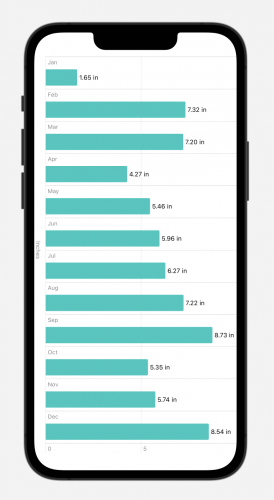 Jan
1.65 in
Feb
7.32 in
Mar
7.20 in
Apr
4.27 in
May
5.46 in
Jun
5.96 in
Inches
Jul
6.27 in
Aug
7.22 in
Sep
8.73 in
Oct
5.35 in
Nov
5.74 in
Dec
8.54 in
0 5